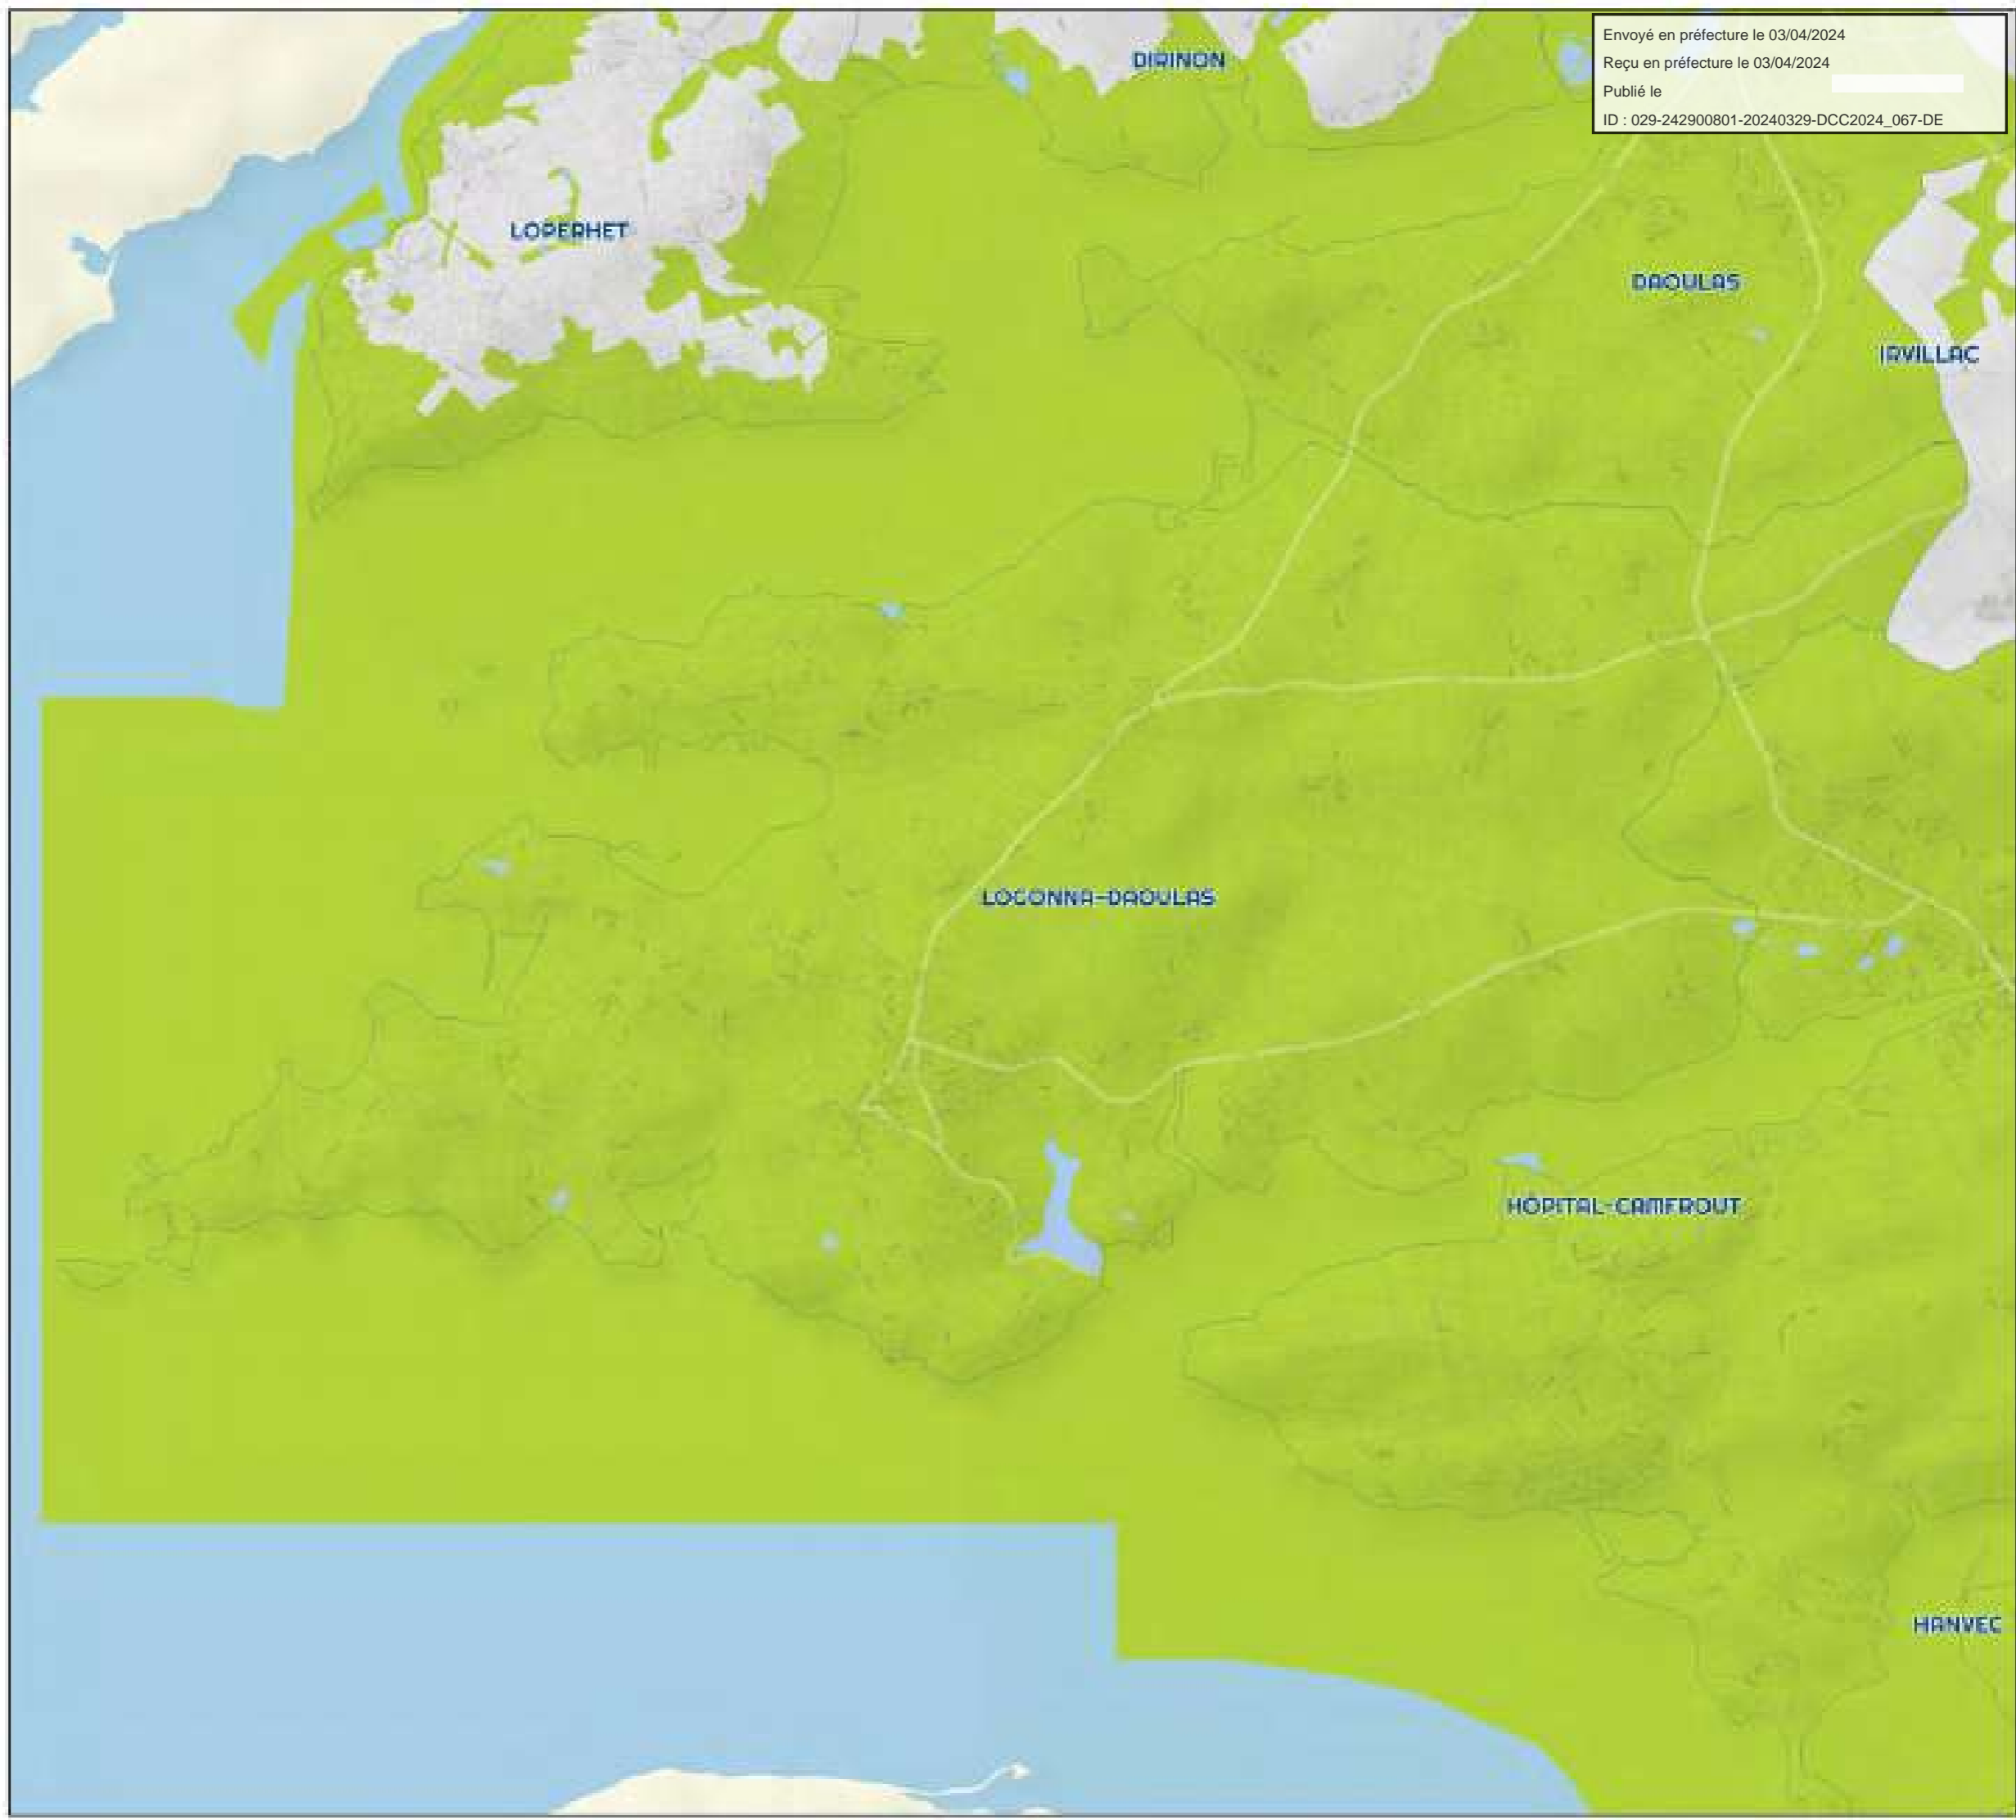 Envoyé en préfecture le 03/04/2024
Reçu en préfecture le 03/04/2024
Publié le
ID : 029-242900801-20240329-DCC2024_067-DE
DIRINON
LOPERHET
DAOULAS
IRVILLAC
LOGONNA-DAOULAS
HÔPITAL-CAMFROUT
HANVEC